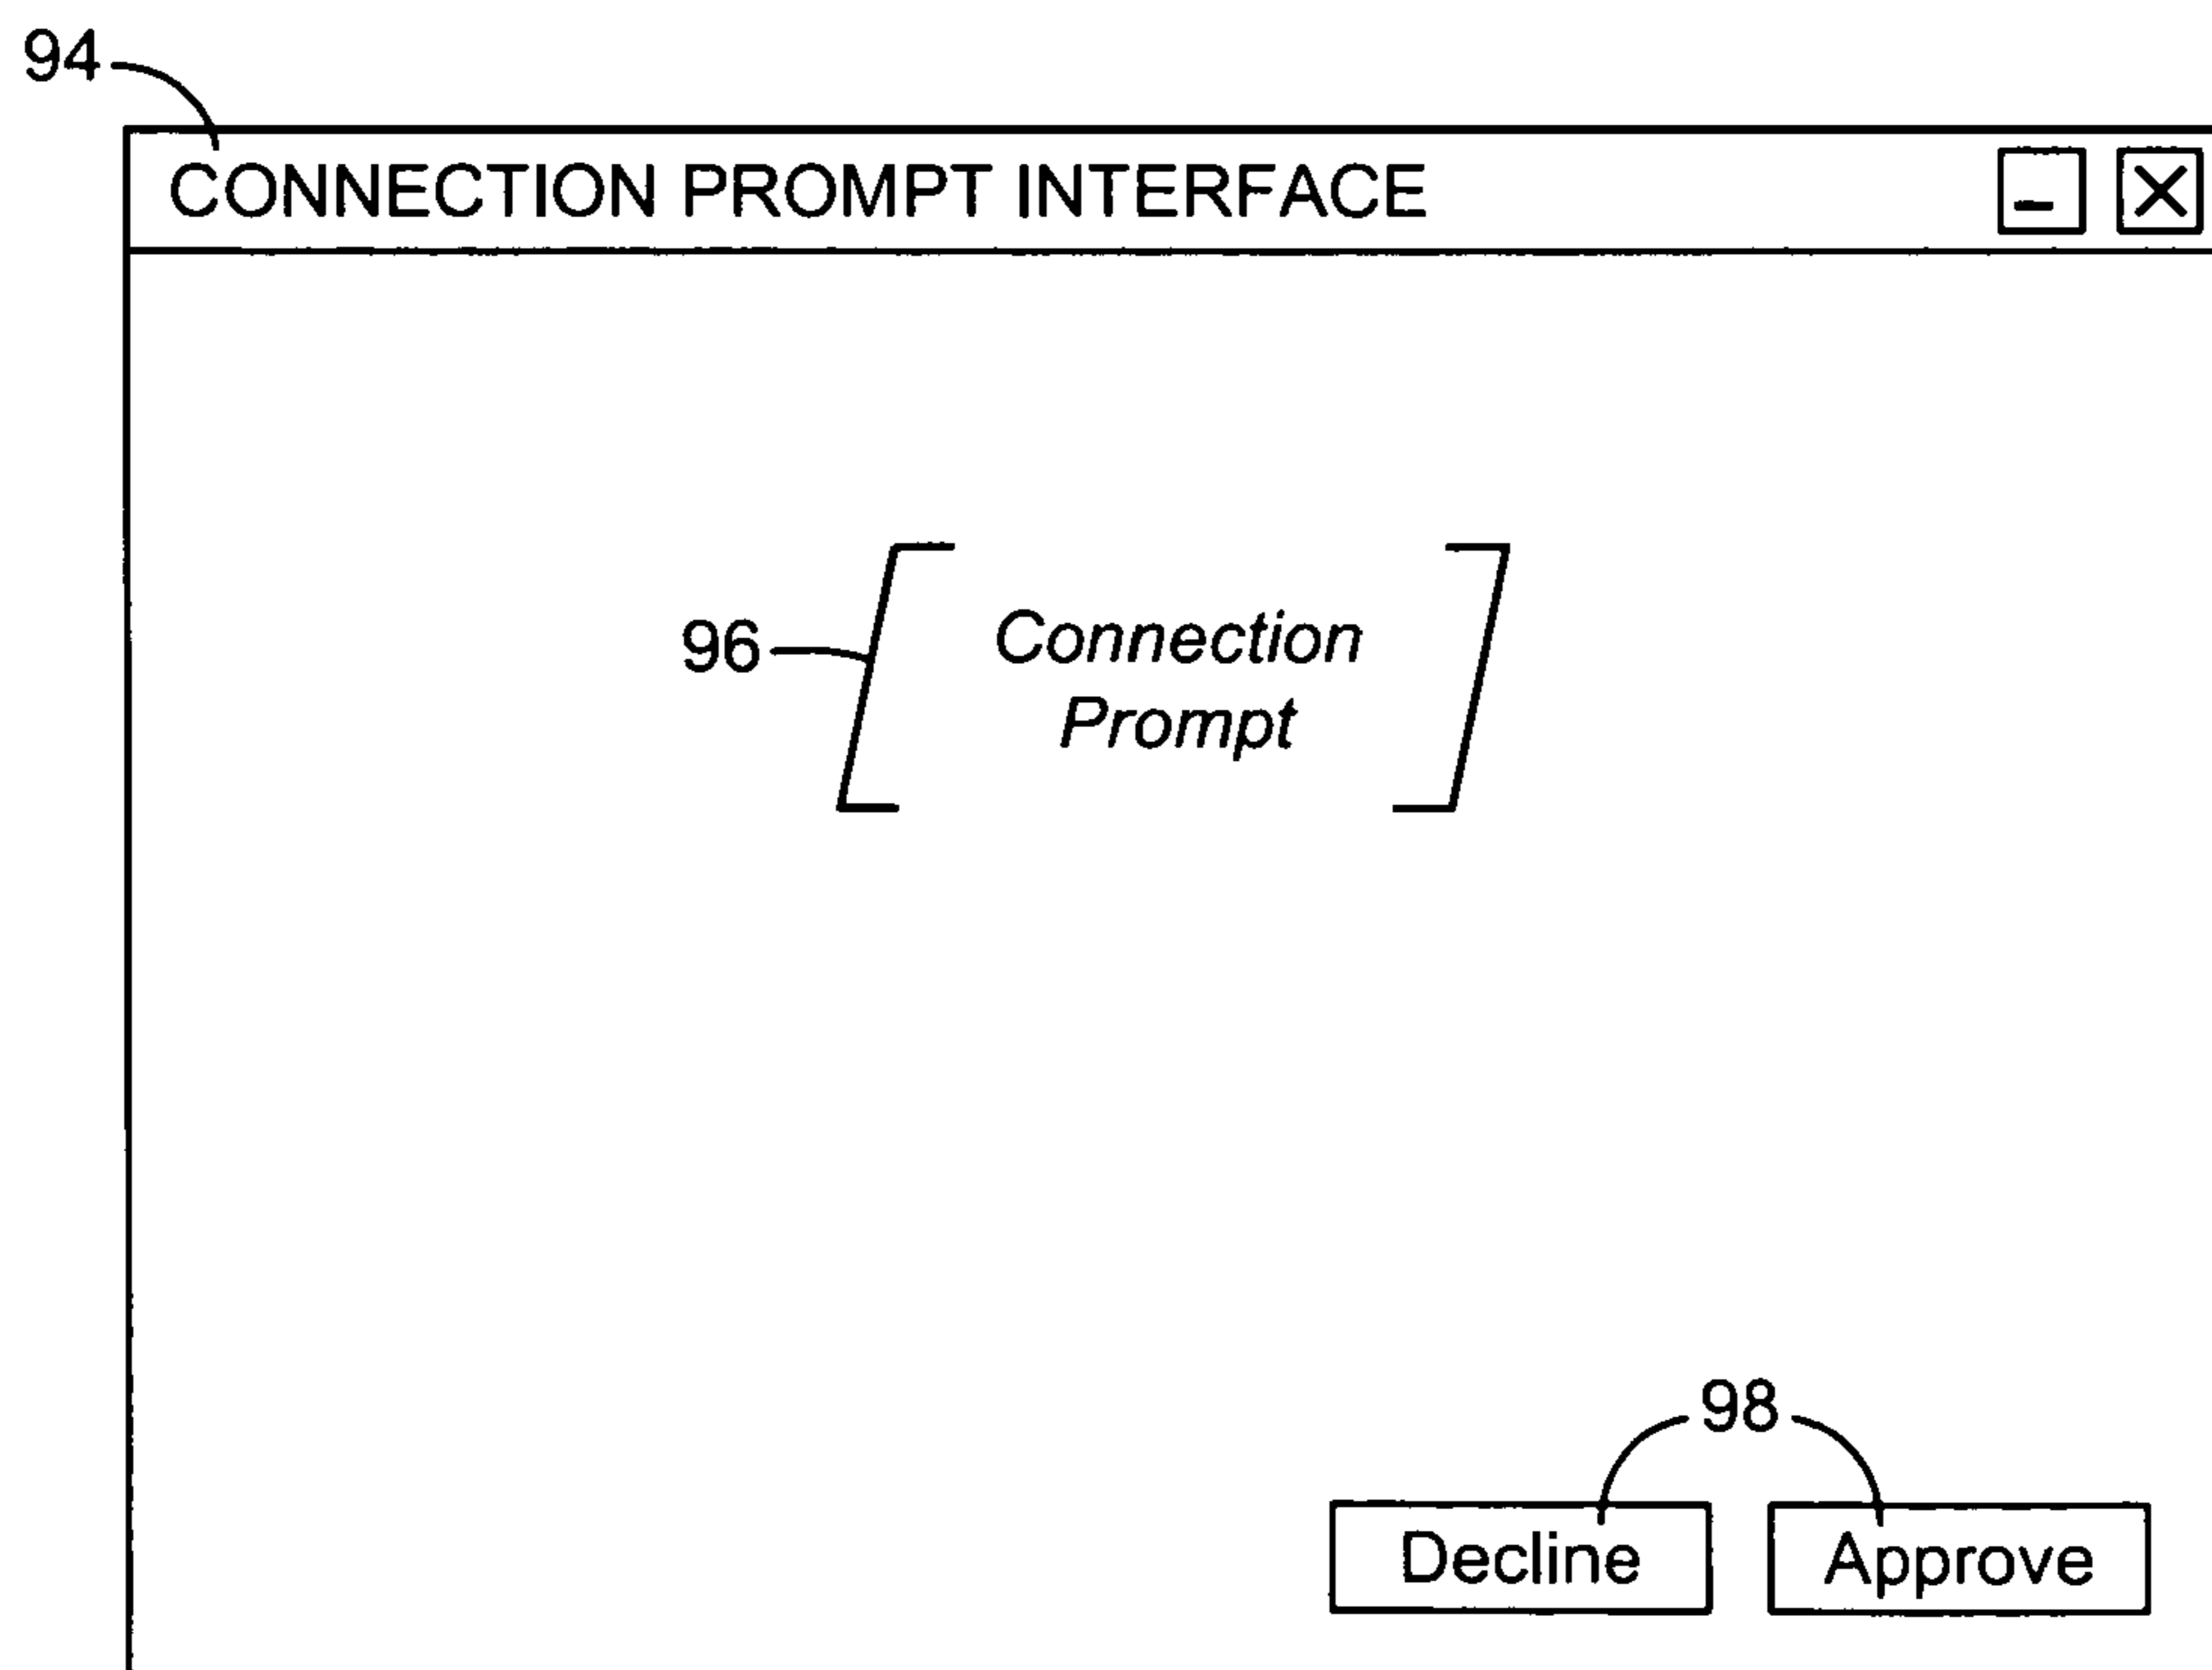 94
CONNECTION PROMPT INTERFACE
96
Connection
Prompt
98
Decline
Approve